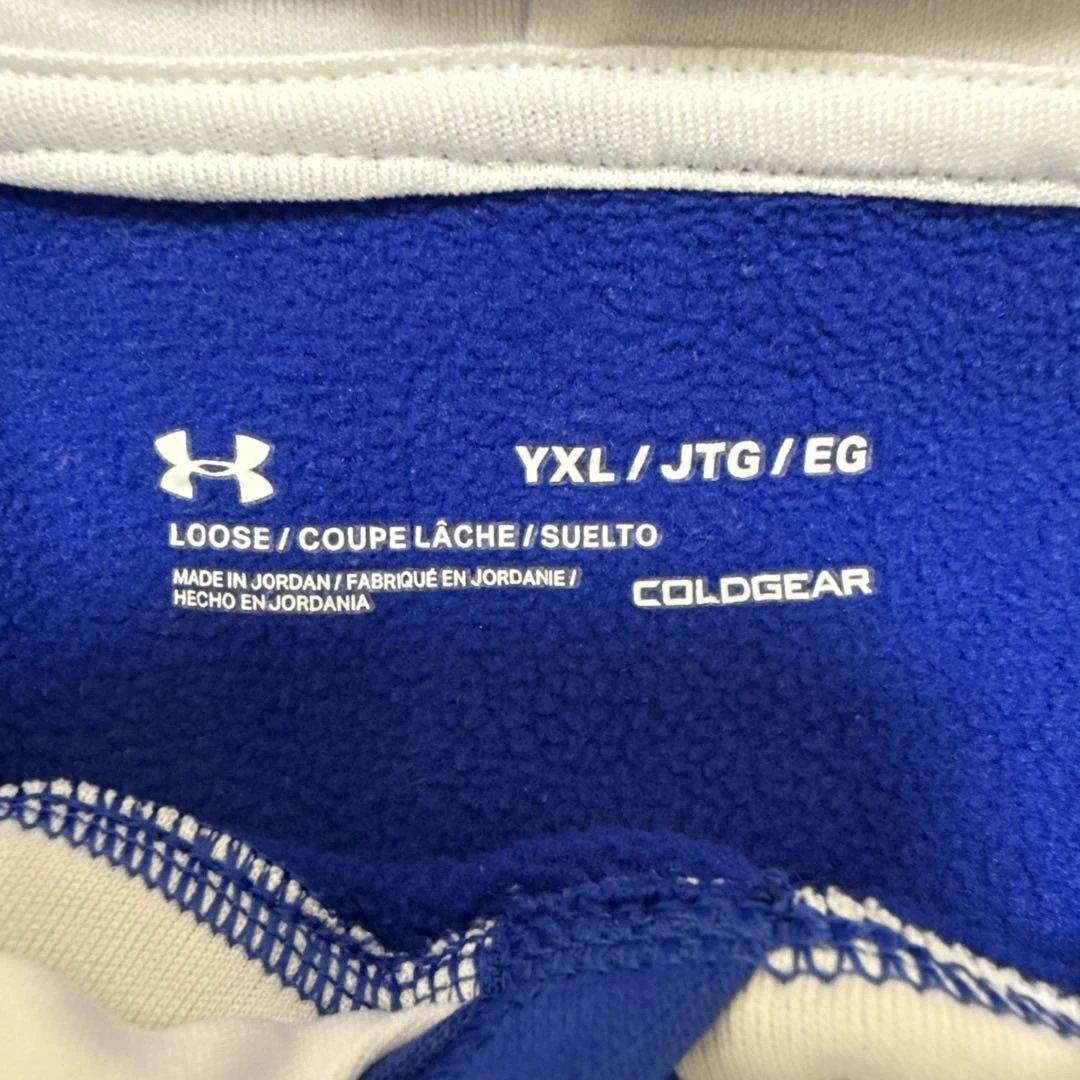 YXL / JTG / EG
LOOSE / COUPE LÂCHE / SUELTO
MADE IN JORDAN / FABRIQUÉ EN JORDANIE /
HECHO EN JORDANIA
COLDGEAR